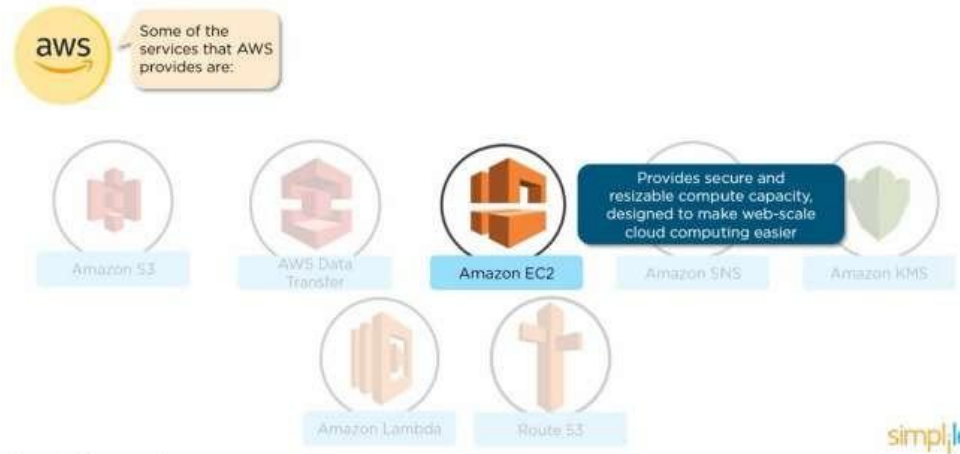 aws
Some of the
services that AWS
provides are:
Provides secure and
resizable compute capacity,
designed to make web-scale
cloud computing easier
Amazon S3
AWS Data
Transfer
Amazon EC2
Amazon SNS
Amazon KMS
Amazon Lambda
Route 53
simplile